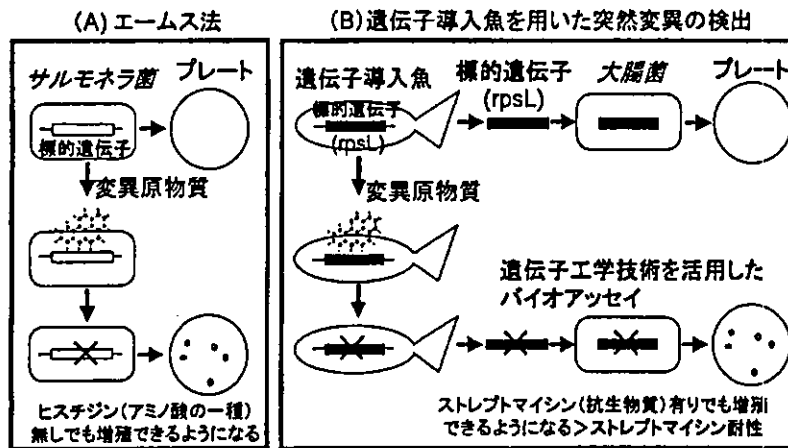 (A)エームス法
サルモネラ菌
プレート
標的遺伝子
変異原物質
ヒスチジン(アミノ酸の一種)
無しでも増殖できるようになる
(B)遺伝子導入魚を用いた突然変異の検出
遺伝子導入魚
標的遺伝子
(rpsL)
大腸菌
プレート
標的遺伝子
(rpsL)
変異原物質
遺伝子工学技術を活用した
バイオアッセイ
ストレプトマイシン(抗生物質)有りでも増殖
できるようになる>ストレプトマイシン耐性